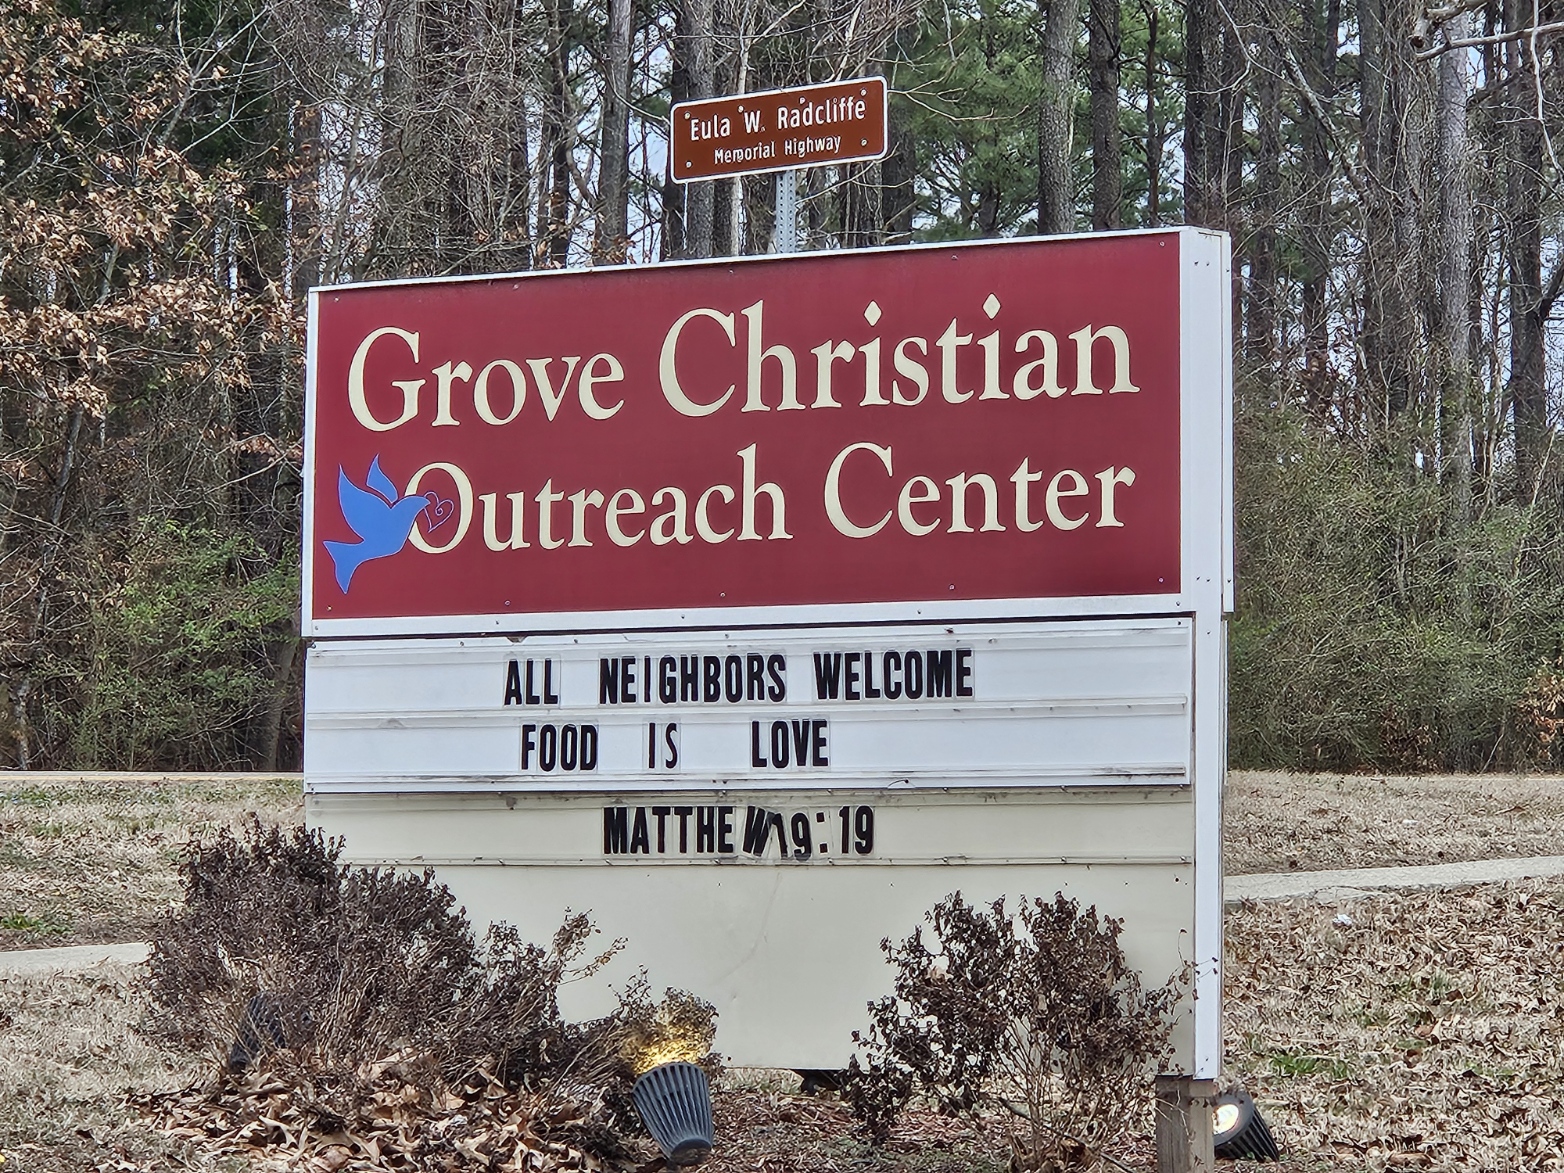 Eula W. Radcliffe
Memorial Highway
Grove Christian
Outreach Center
ALL NEIGHBORS WELCOME
FOOD IS LOVE
MATTHEW 19:19